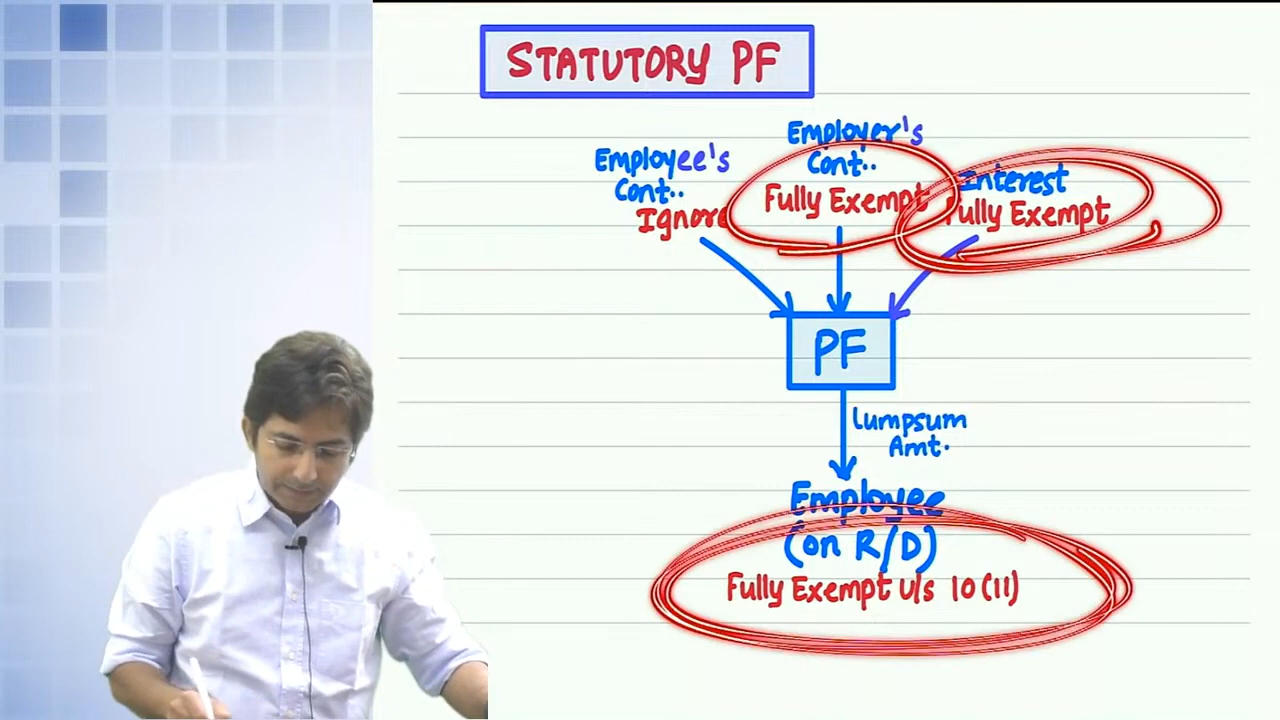 STATUTORY PF
Employee's
Cont..
Ignore
Employer's
Cont..
Fully Exempt
Interest
Fully Exempt
PF
Lumpsum
Amt.
Employee
(on R/D)
Fully Exempt u/s 10(11)